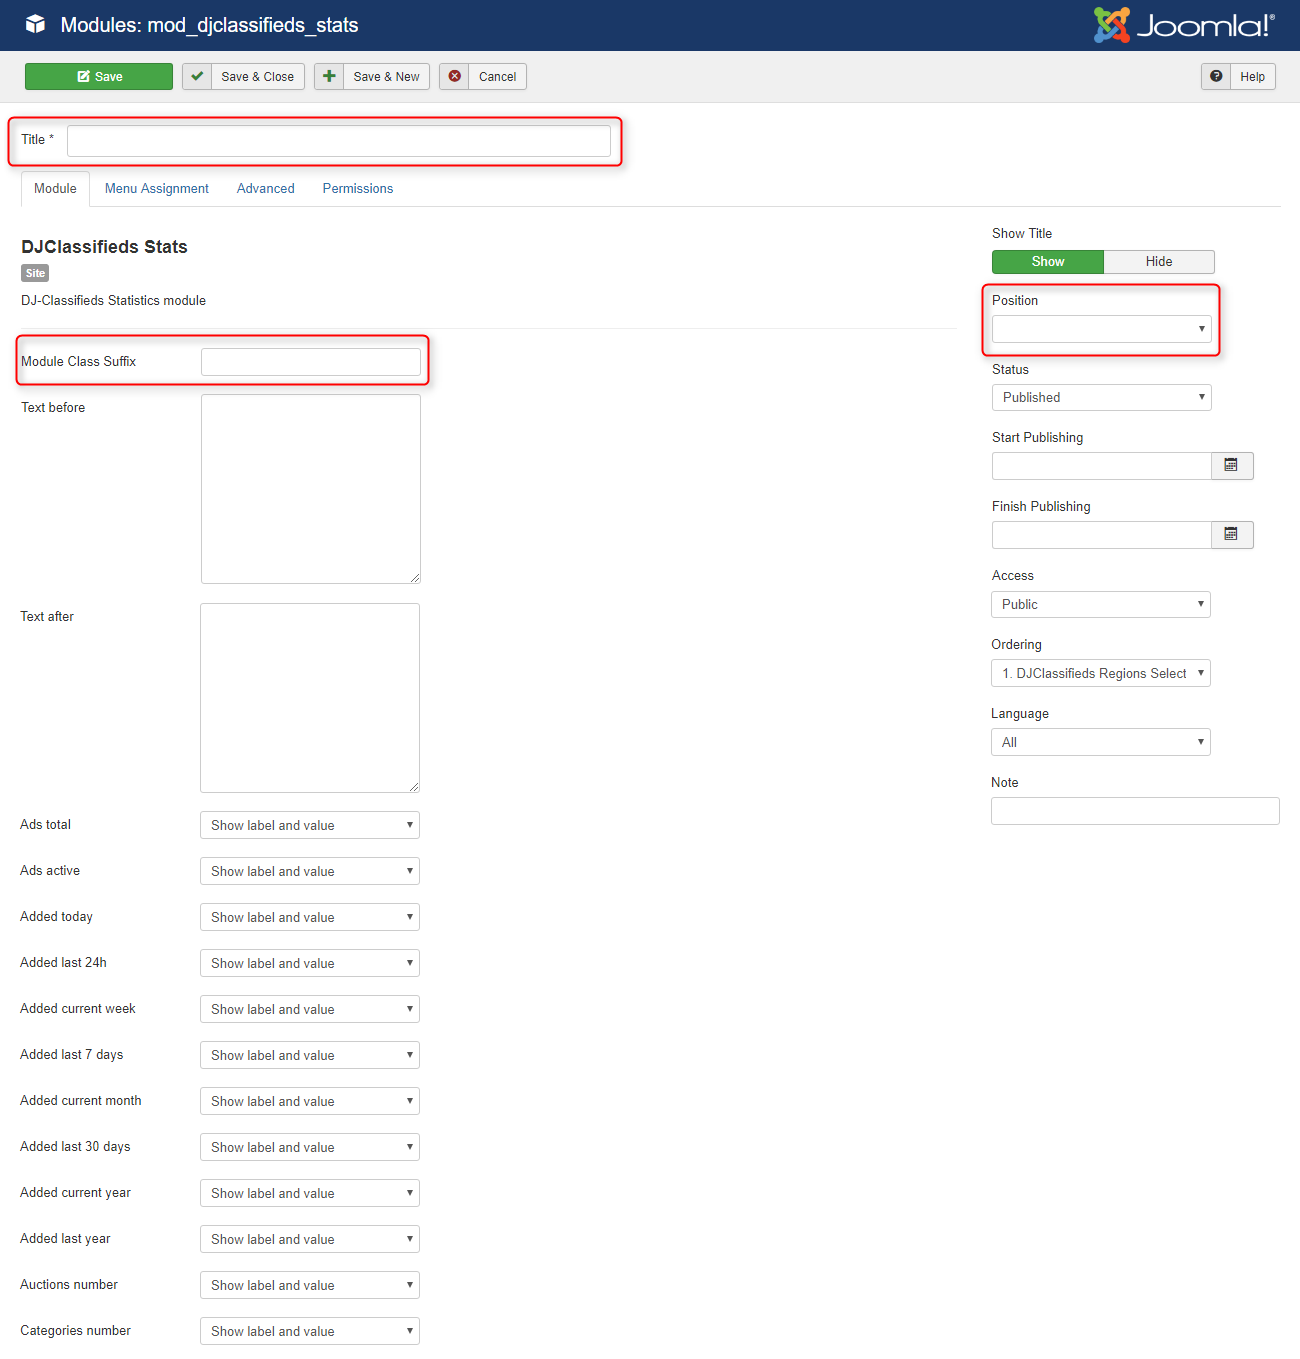 Modules: mod_djclassifieds_stats
Joomla!®
Save
Save & Close
Save & New
Cancel
Help
Title *
Module
Menu Assignment
Advanced
Permissions
DJClassifieds Stats
Site
DJ-Classifieds Statistics module
Module Class Suffix
Text before
Text after
Ads total
Show label and value
Ads active
Show label and value
Added today
Show label and value
Added last 24h
Show label and value
Added current week
Show label and value
Added last 7 days
Show label and value
Added current month
Show label and value
Added last 30 days
Show label and value
Added current year
Show label and value
Added last year
Show label and value
Auctions number
Show label and value
Categories number
Show label and value
Show Title
Show
Hide
Position
Status
Published
Start Publishing
Finish Publishing
Access
Public
Ordering
1. DJClassifieds Regions Select
Language
All
Note